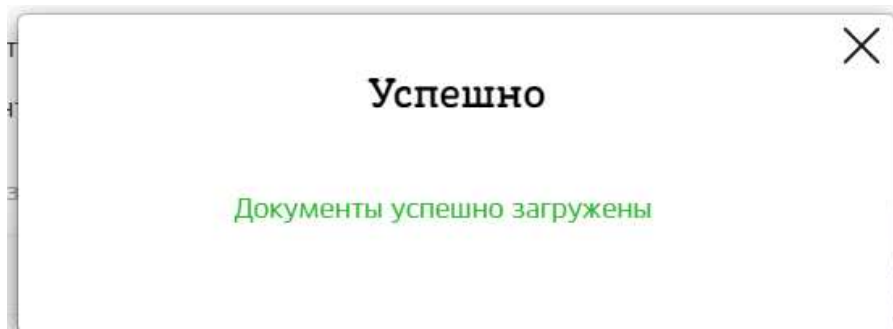 Успешно
Документы успешно загружены